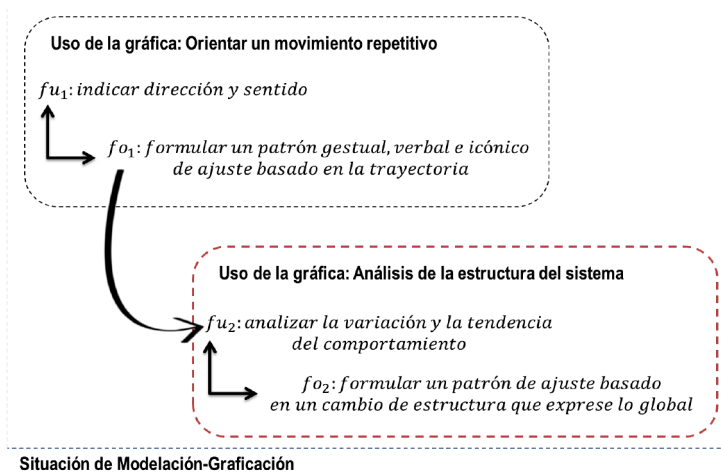 Uso de la gráfica: Orientar un movimiento repetitivo
fu₁: indicar dirección y sentido
fo₁: formular un patrón gestual, verbal e icónico
de ajuste basado en la trayectoria
Uso de la gráfica: Análisis de la estructura del sistema
fu₂: analizar la variación y la tendencia
del comportamiento
fo₂: formular un patrón de ajuste basado
en un cambio de estructura que exprese lo global
Situación de Modelación-Graficación